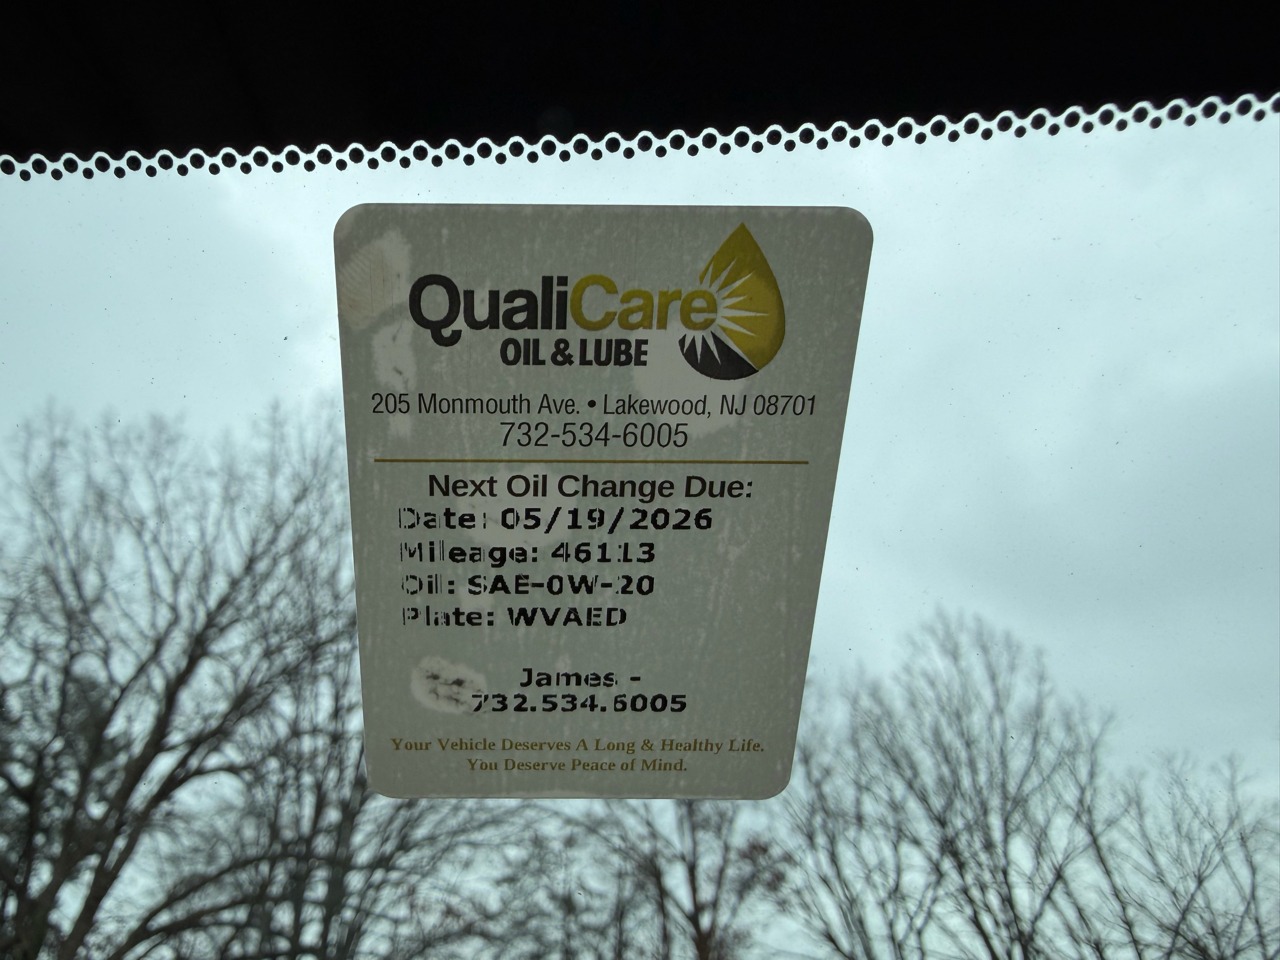 QualiCare
OIL & LUBE
205 Monmouth Ave. • Lakewood, NJ 08701
732-534-6005
Next Oil Change Due:
Date: 05/19/2026
Mileage: 46113
Oil: SAE-0W-20
Plate: WVAED
James -
732.534.6005
Your Vehicle Deserves A Long & Healthy Life.
You Deserve Peace of Mind.